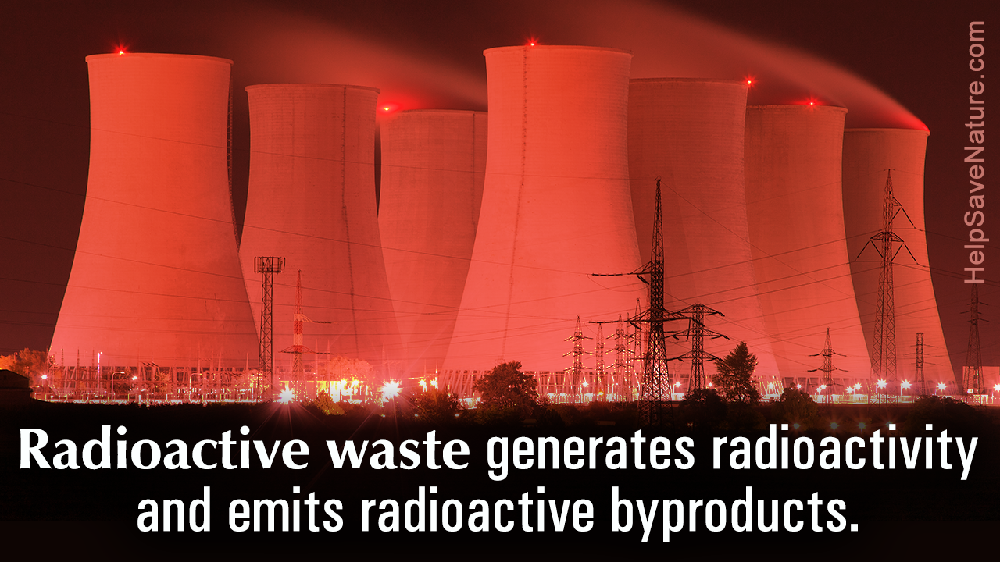 HelpSaveNature.com
Radioactive waste generates radioactivity
and emits radioactive byproducts.